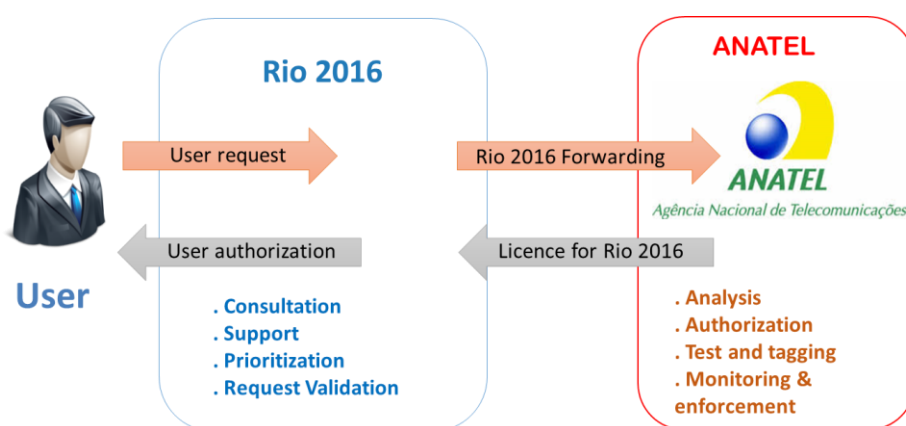 Rio 2016
ANATEL
User request
Rio 2016 Forwarding
ANATEL
Agência Nacional de Telecomunicações
User authorization
Licence for Rio 2016
User
. Consultation
. Support
. Prioritization
. Request Validation
. Analysis
. Authorization
. Test and tagging
. Monitoring &
enforcement